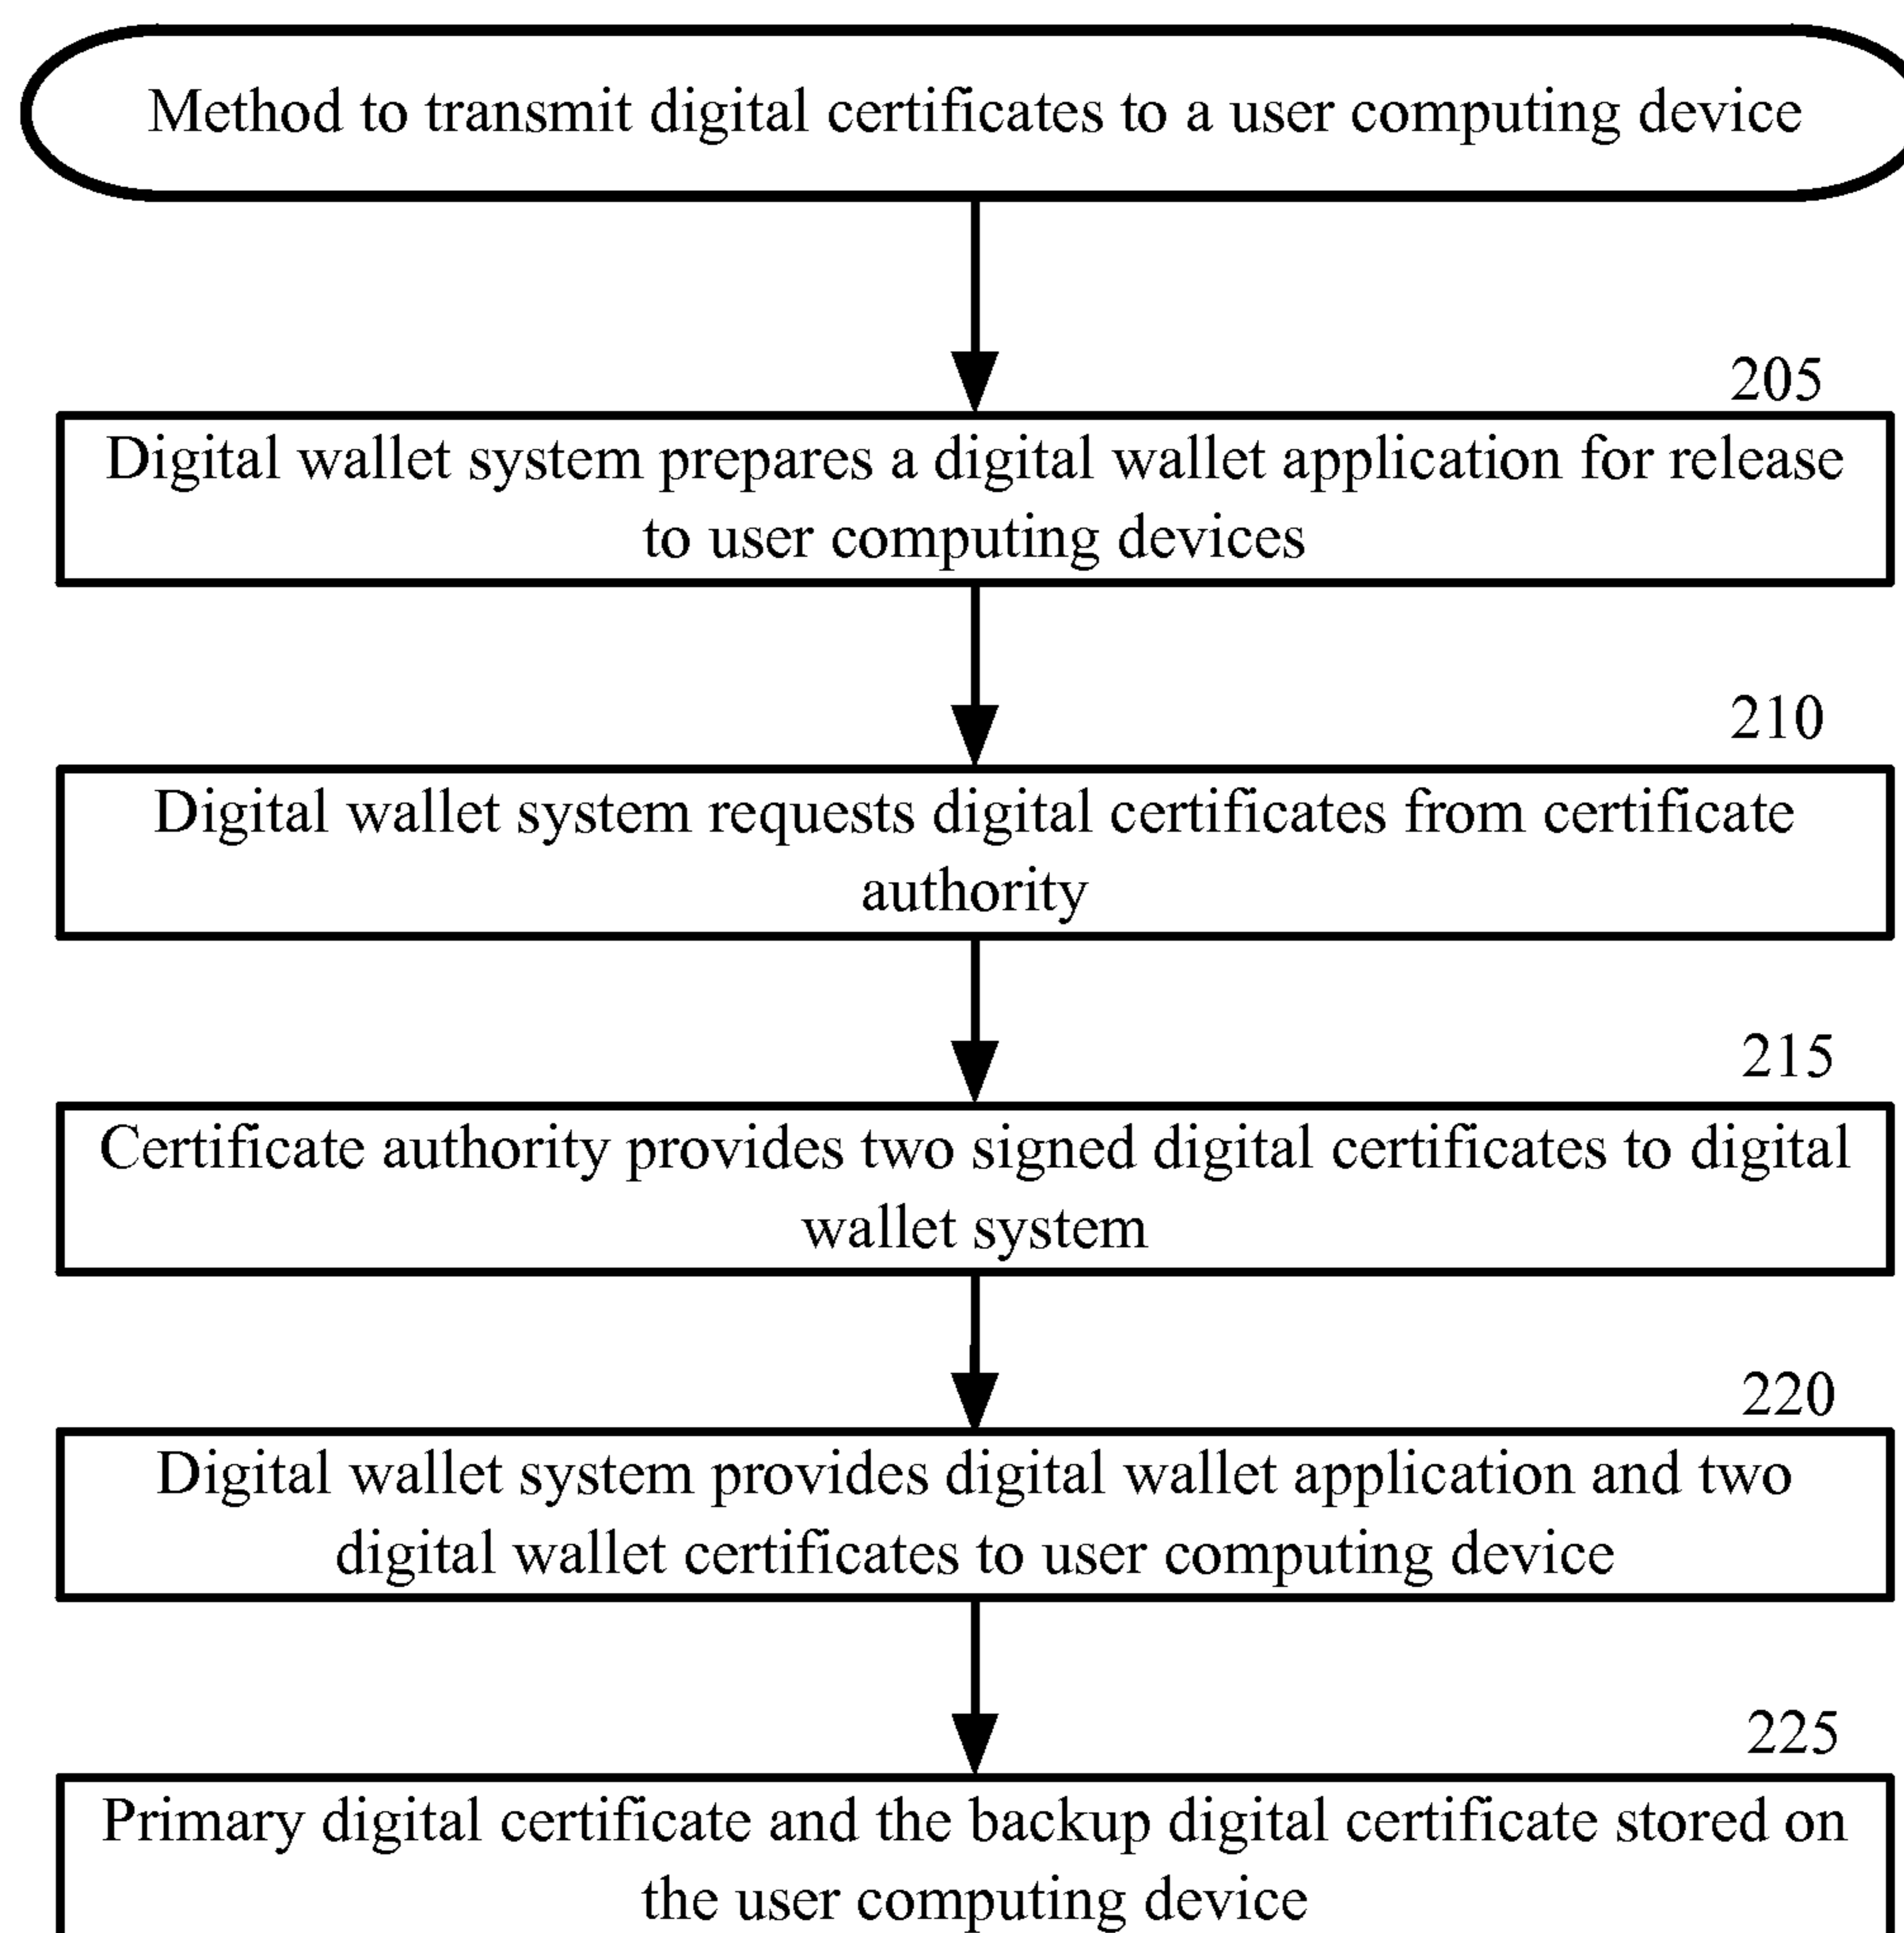 Method to transmit digital certificates to a user computing device
205
Digital wallet system prepares a digital wallet application for release
to user computing devices
210
Digital wallet system requests digital certificates from certificate
authority
215
Certificate authority provides two signed digital certificates to digital
wallet system
220
Digital wallet system provides digital wallet application and two
digital wallet certificates to user computing device
225
Primary digital certificate and the backup digital certificate stored on
the user computing device